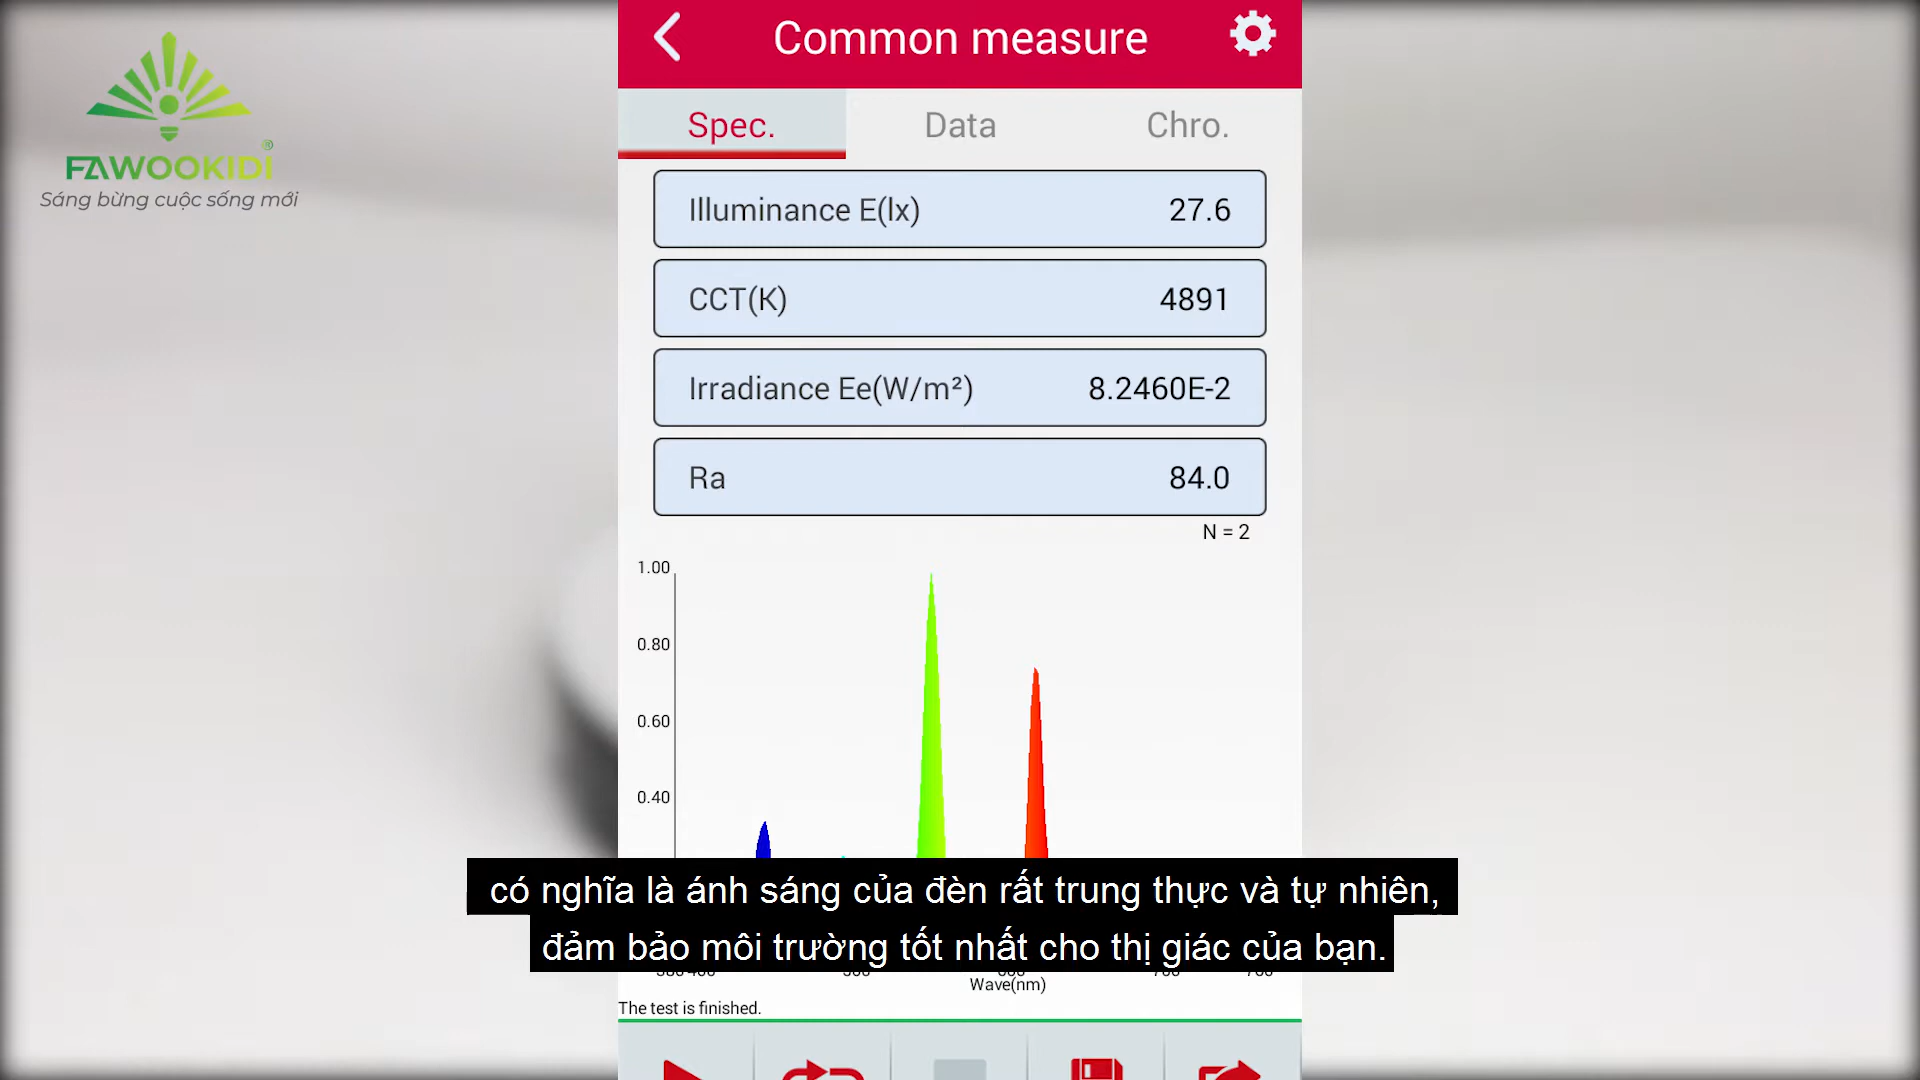 FAWOOKIDI®
Sáng bừng cuộc sống mới
Common measure
Spec. Data Chro.
Illuminance E(lx) 27.6
CCT(K) 4891
Irradiance Ee(W/m²) 8.2460E-2
Ra 84.0
N = 2
1.00
0.80
0.60
0.40
có nghĩa là ánh sáng của đèn rất trung thực và tự nhiên,
đảm bảo môi trường tốt nhất cho thị giác của bạn.
Wave(nm)
The test is finished.